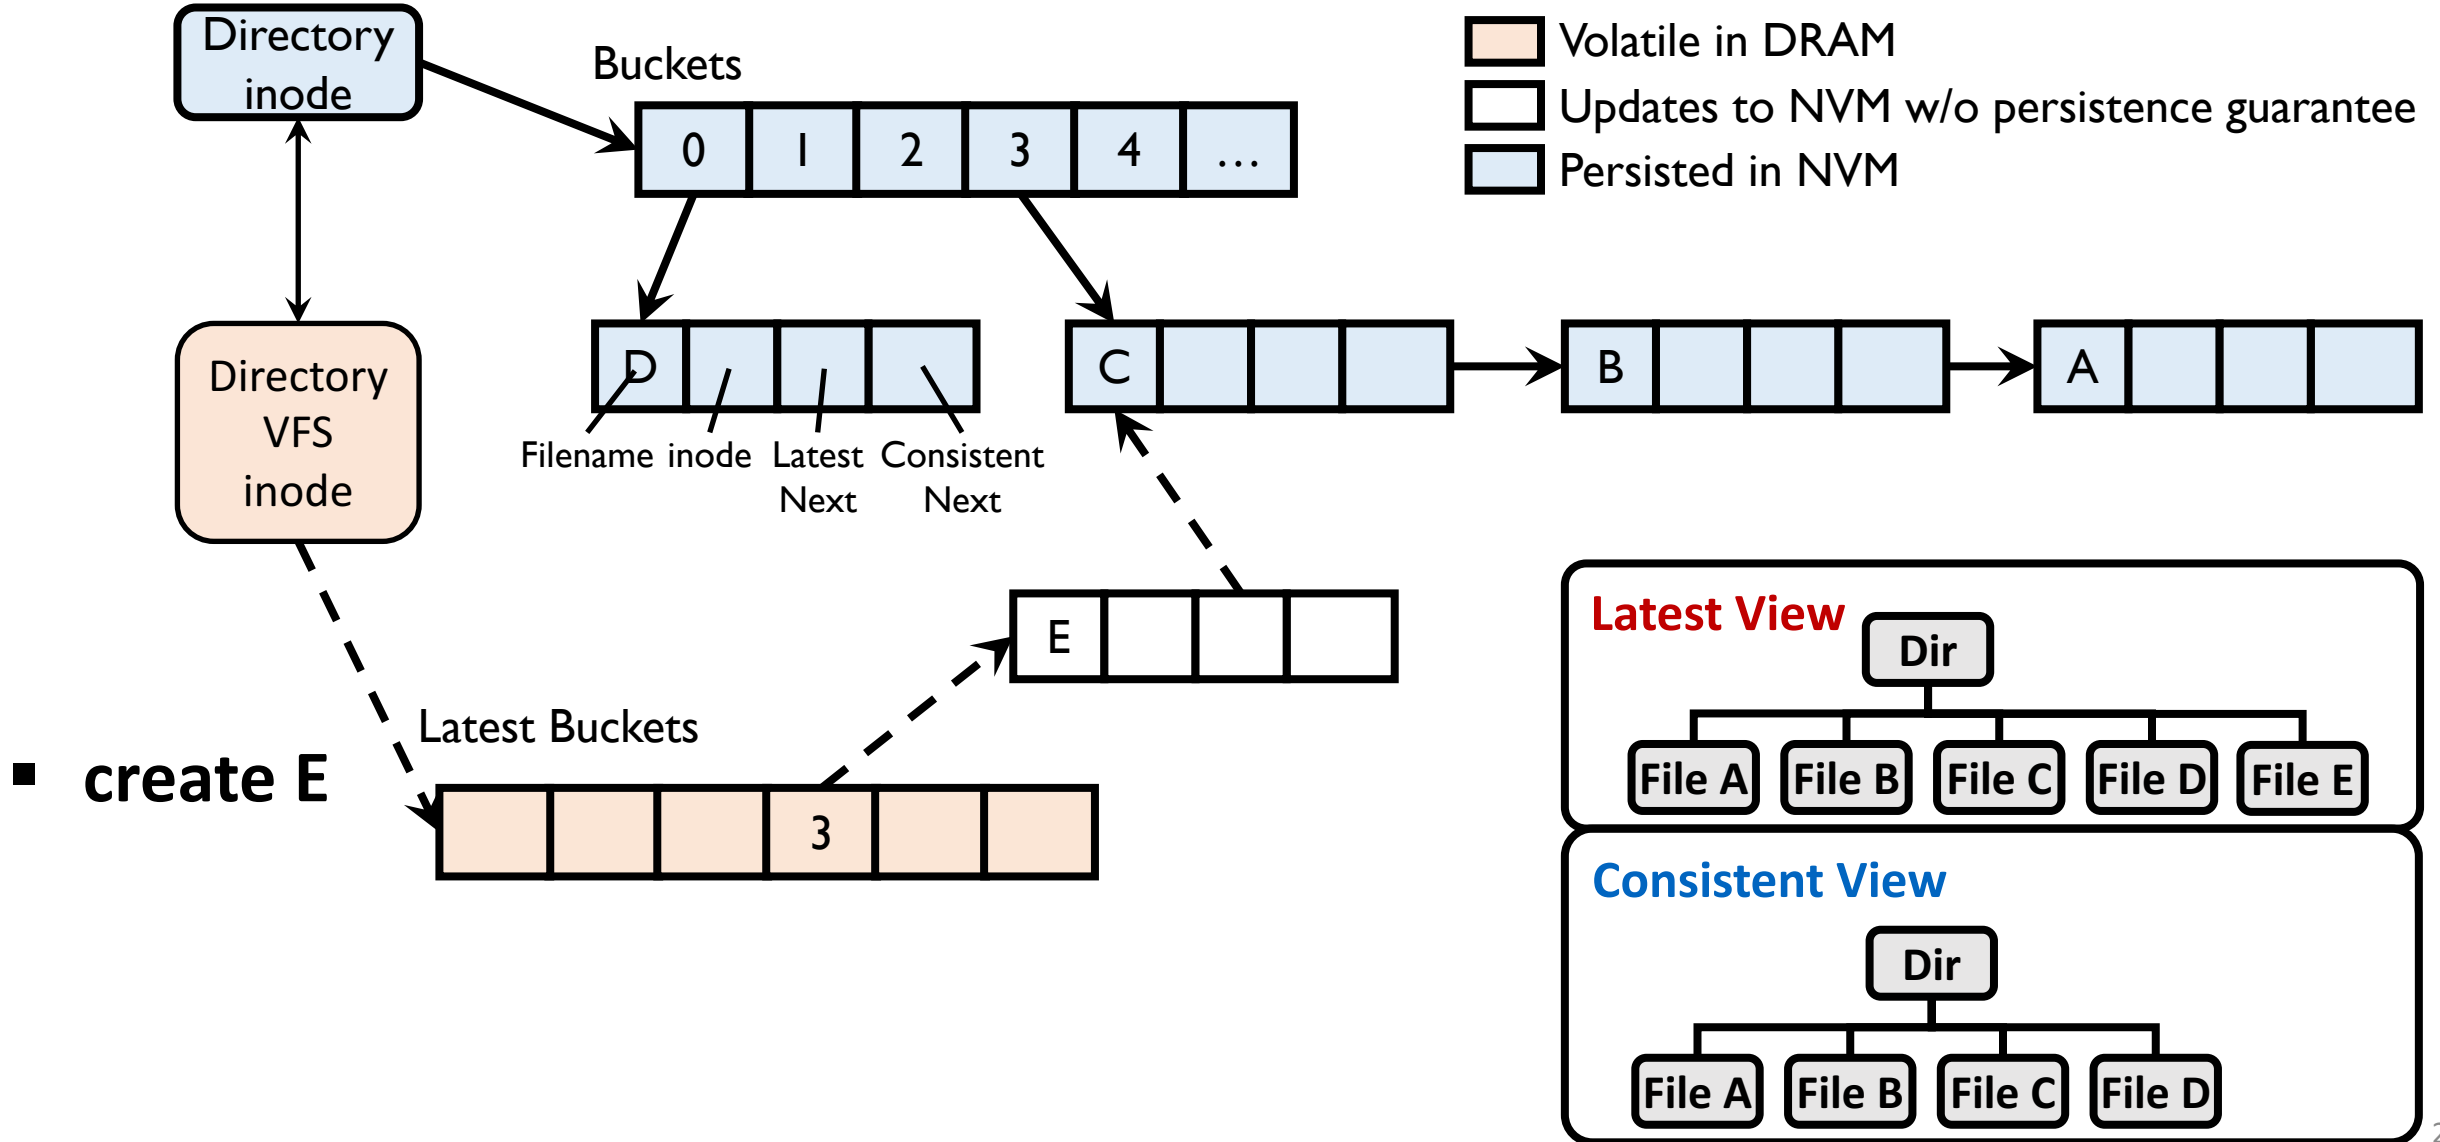 Directory
inode
Buckets
0 1 2 3 4 ...
Volatile in DRAM
Updates to NVM w/o persistence guarantee
Persisted in NVM
Directory
VFS
inode
D
C
B
A
Filename inode Latest Next Consistent Next
E
Latest Buckets
3
▪ create E
Latest View
Dir
File A File B File C File D File E
Consistent View
Dir
File A File B File C File D